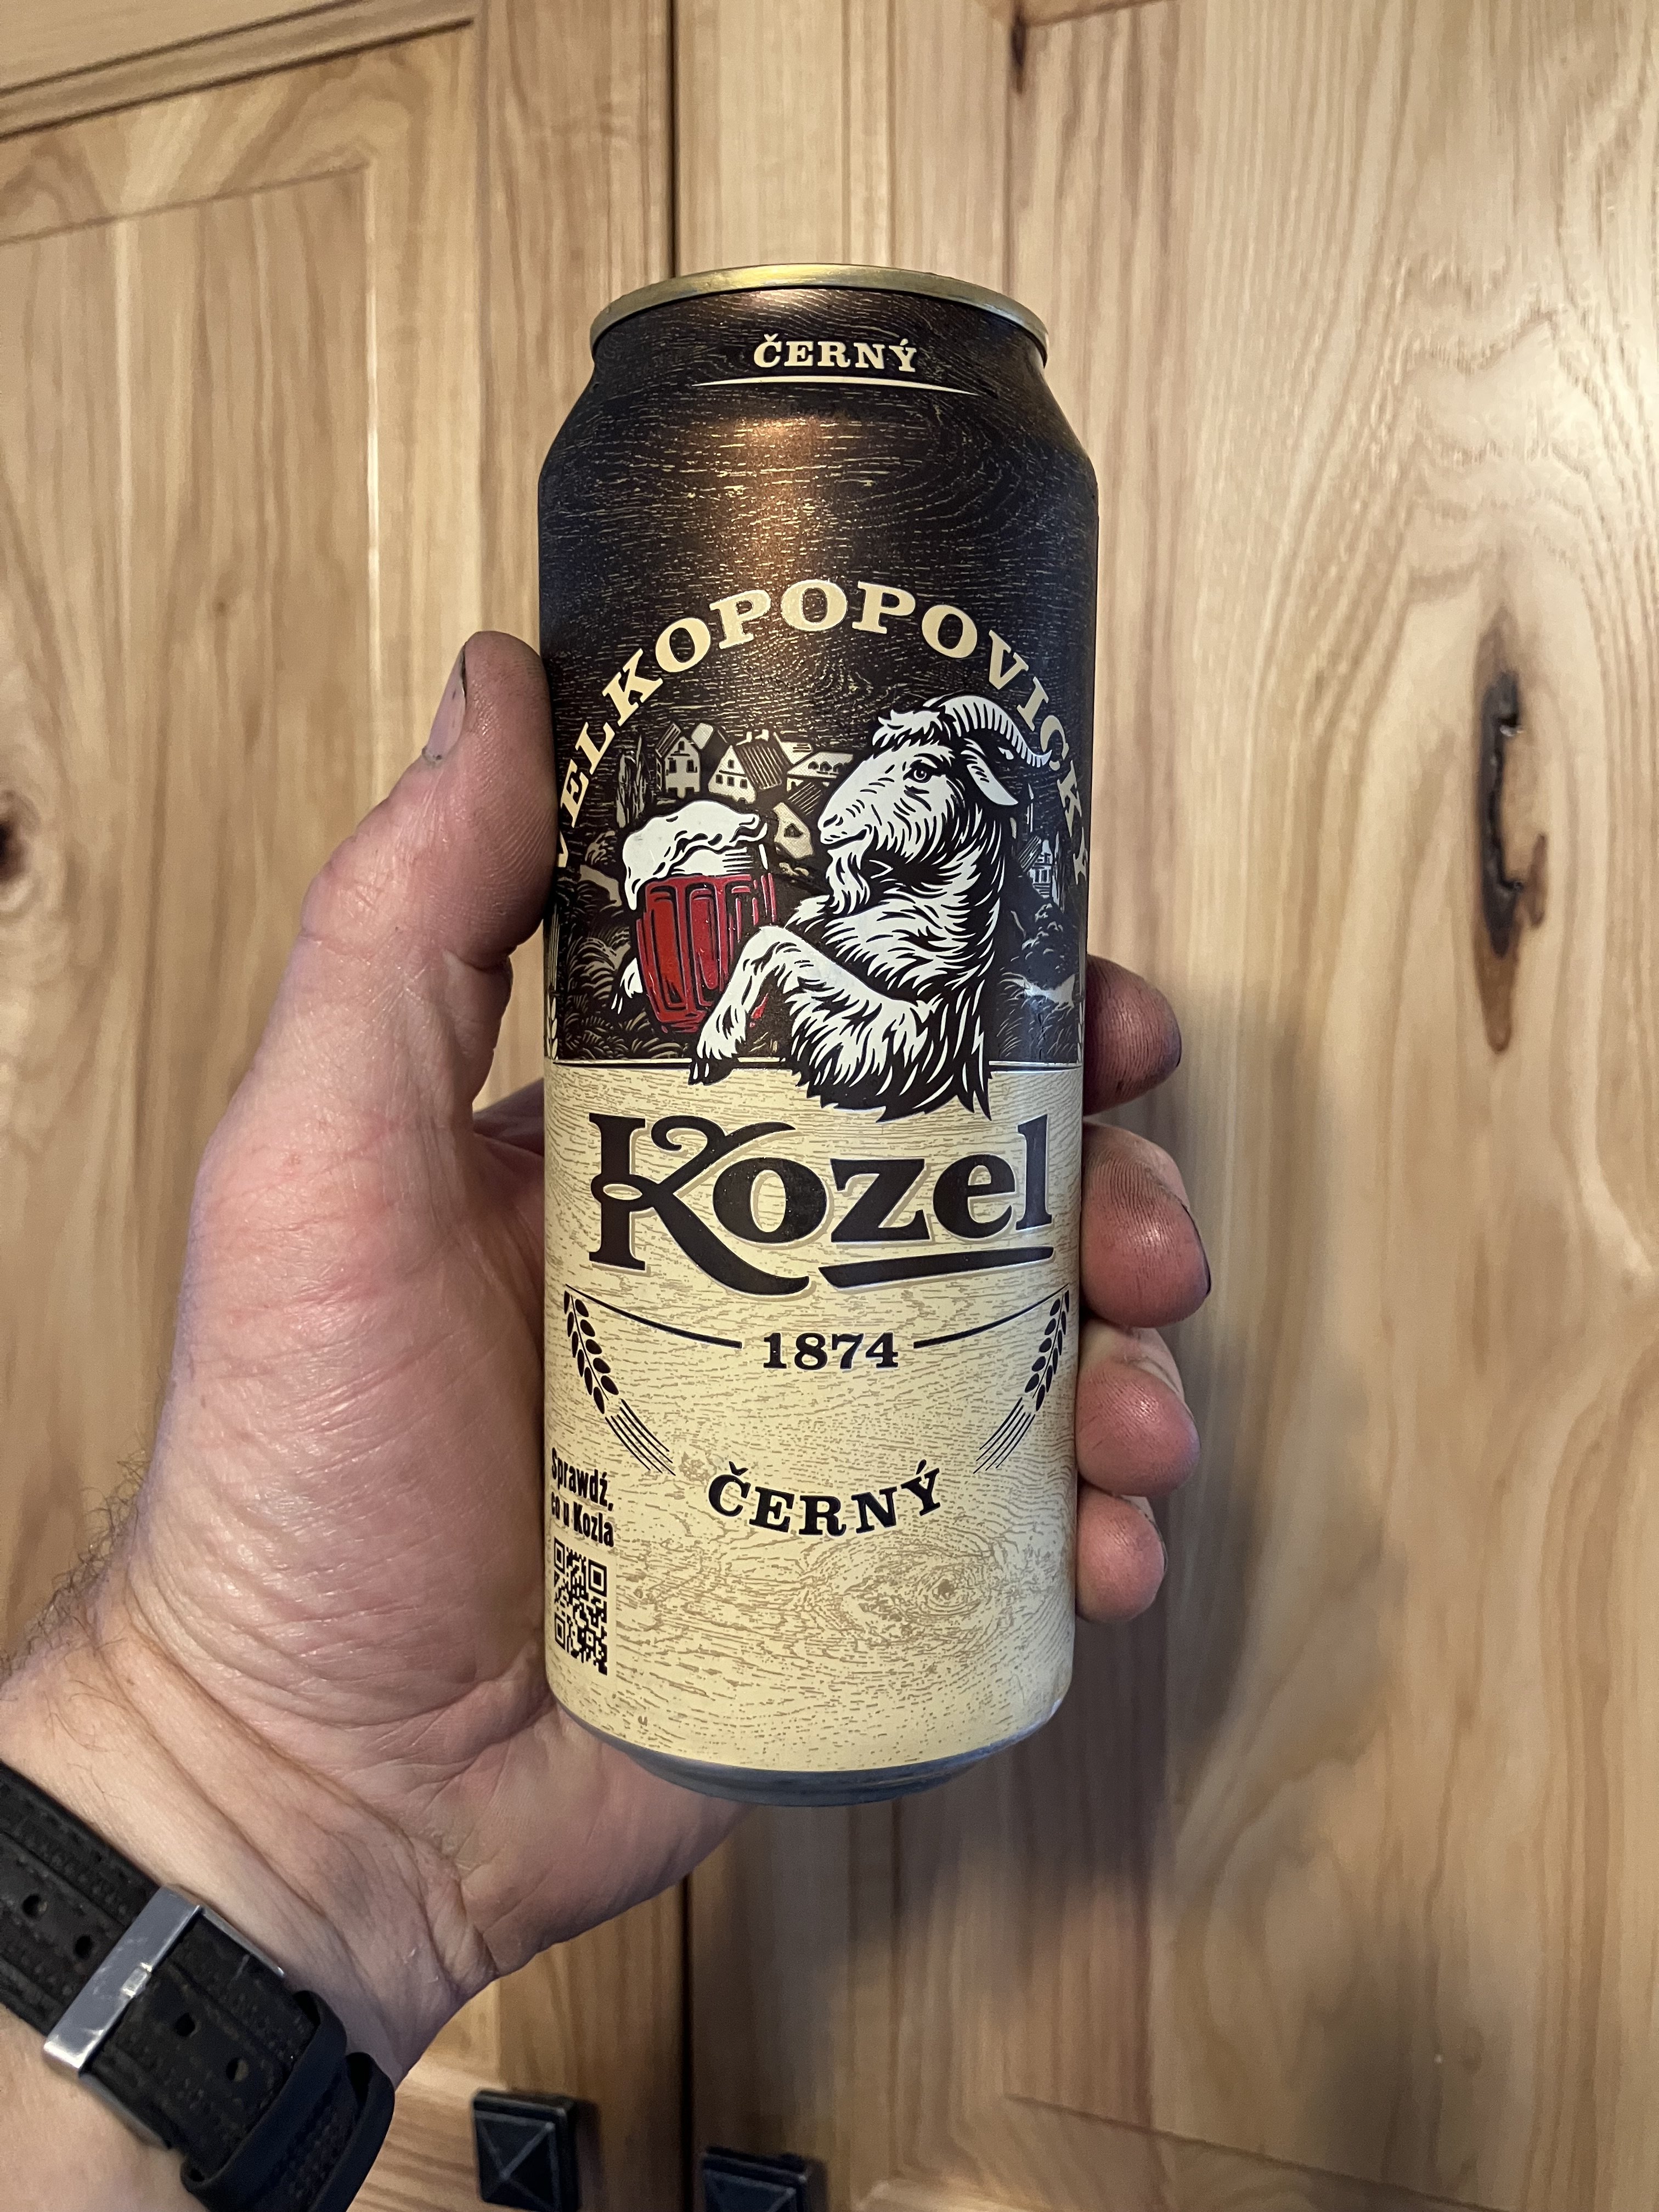 ČERNÝ
VELKOPOPOVICKÝ
Kozel
1874
ČERNÝ
Sprawdź,
co u Kozla